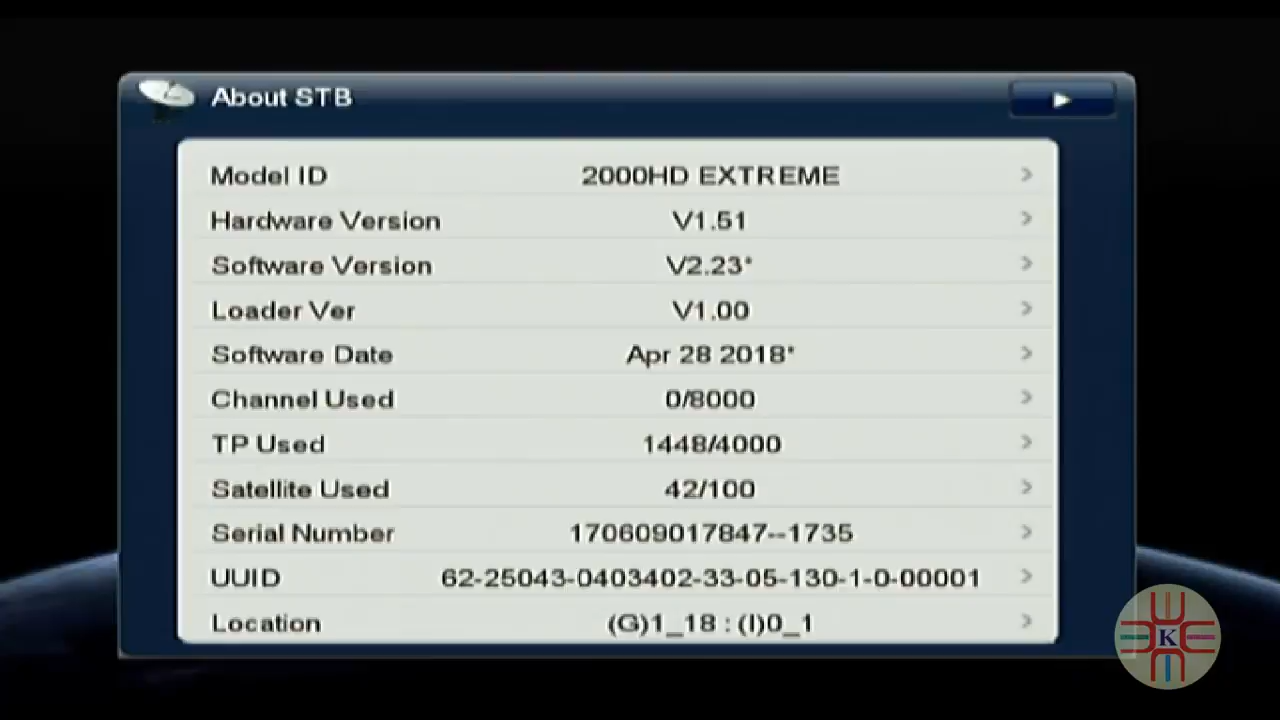 About STB
Model ID 2000HD EXTREME
Hardware Version V1.51
Software Version V2.23*
Loader Ver V1.00
Software Date Apr 28 2018*
Channel Used 0/8000
TP Used 1448/4000
Satellite Used 42/100
Serial Number 170609017847--1735
UUID 62-25043-0403402-33-05-130-1-0-00001
Location (G)1_18 : (I)0_1
K